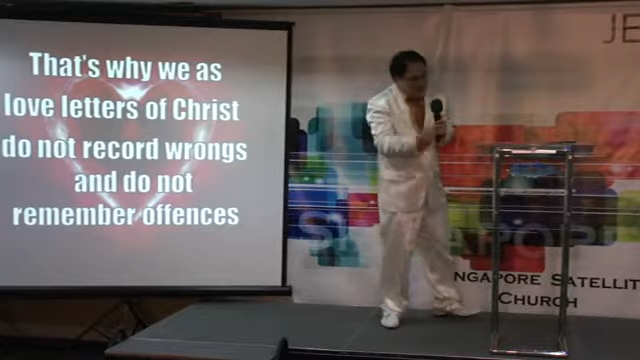 That's why we as
love letters of Christ
do not record wrongs
and do not
remember offences
JE
NGAPORE SATELLIT
CHURCH